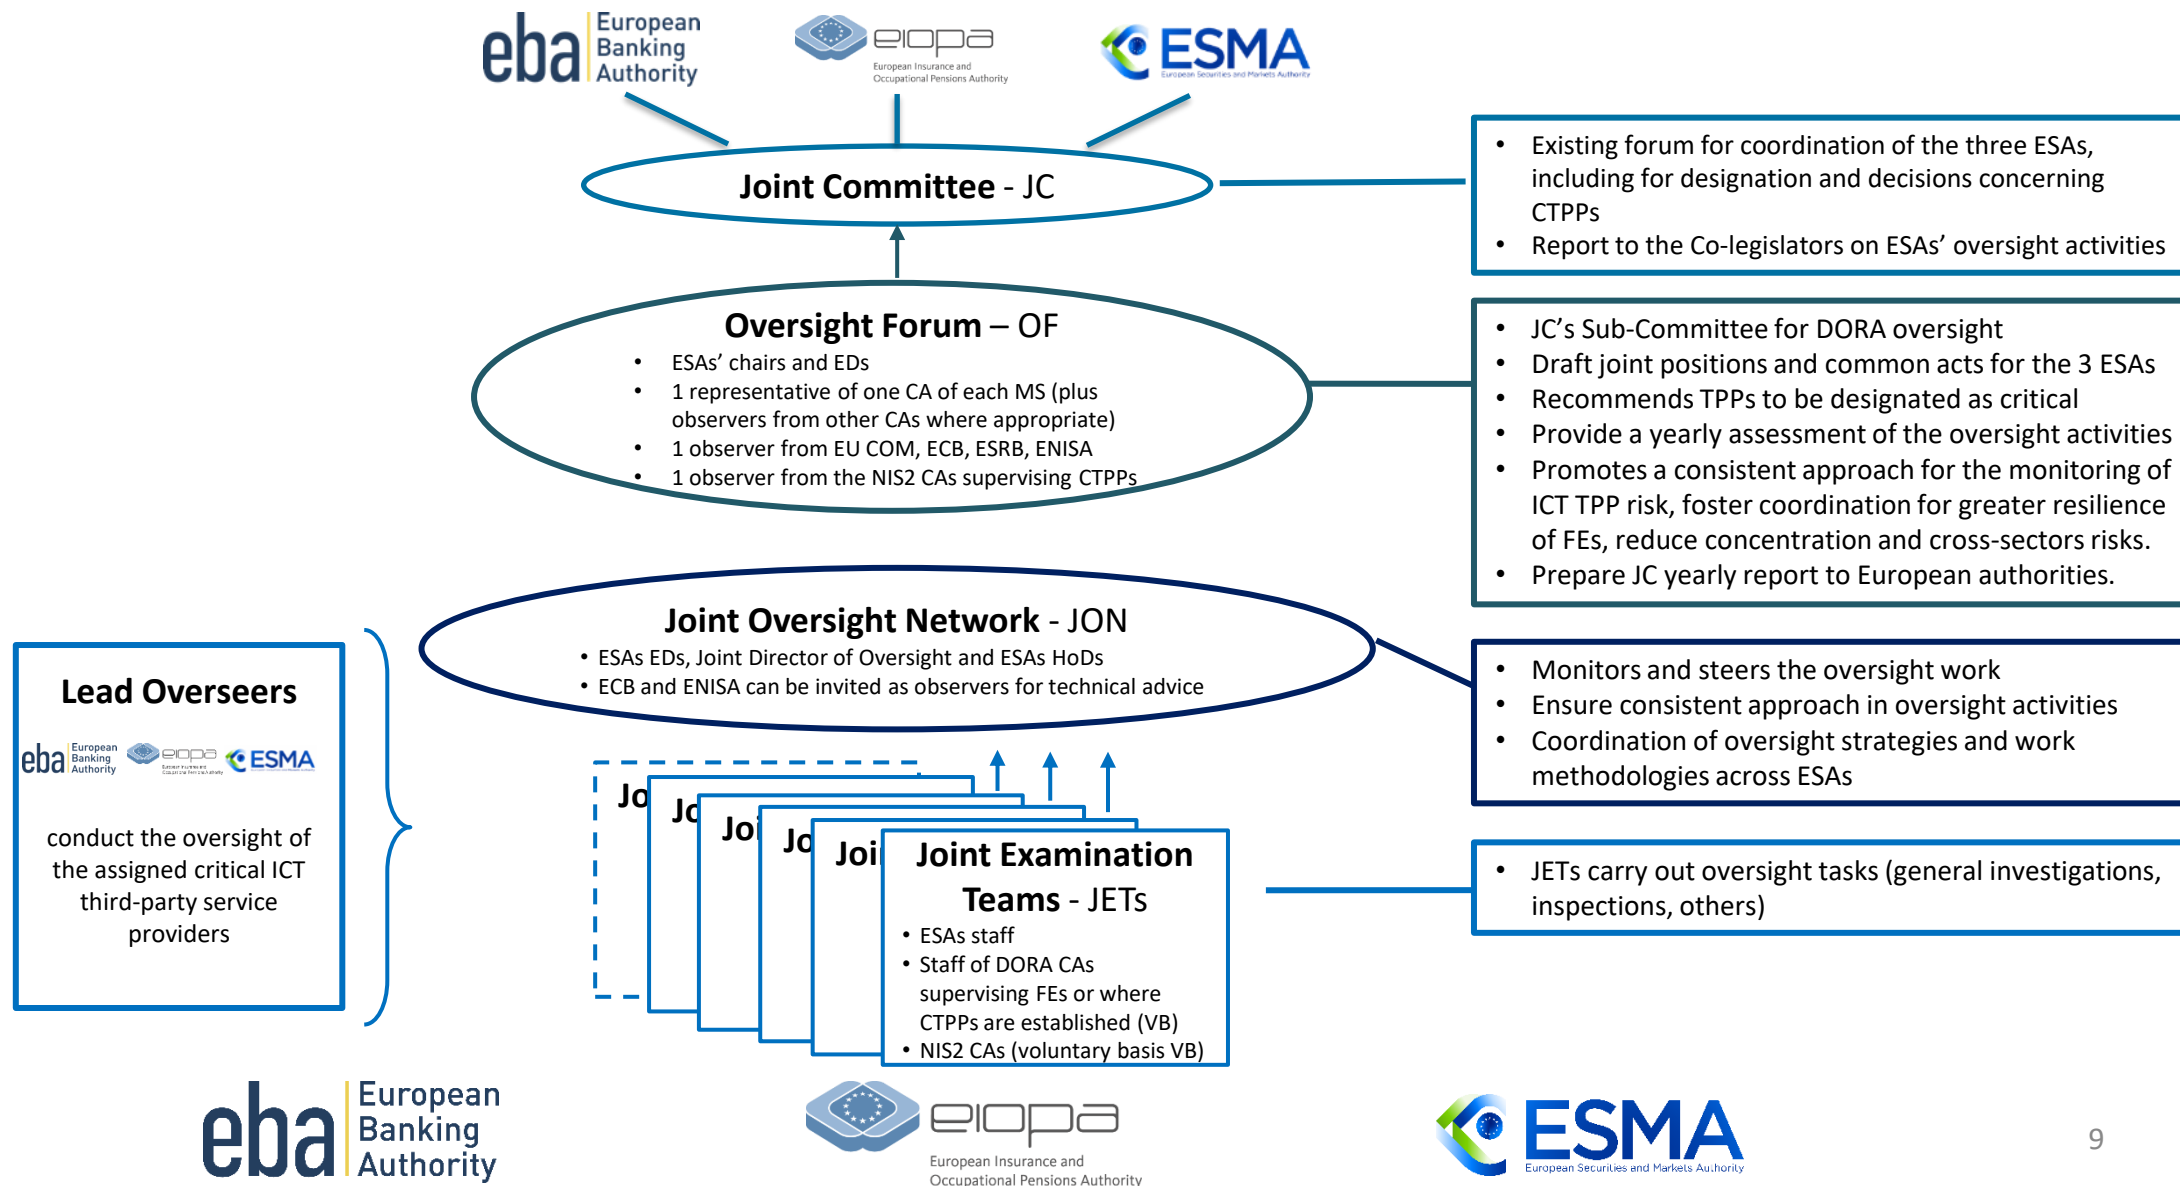 eba European
Banking
Authority
eiopa
European Insurance and
Occupational Pensions Authority
ESMA
European Securities and Markets Authority
Joint Committee - JC
• Existing forum for coordination of the three ESAs,
including for designation and decisions concerning
CTPPs
• Report to the Co-legislators on ESAs’ oversight activities
Oversight Forum – OF
• ESAs’ chairs and EDs
• 1 representative of one CA of each MS (plus
observers from other CAs where appropriate)
• 1 observer from EU COM, ECB, ESRB, ENISA
• 1 observer from the NIS2 CAs supervising CTPPs
• JC’s Sub-Committee for DORA oversight
• Draft joint positions and common acts for the 3 ESAs
• Recommends TPPs to be designated as critical
• Provide a yearly assessment of the oversight activities
• Promotes a consistent approach for the monitoring of
ICT TPP risk, foster coordination for greater resilience
of FEs, reduce concentration and cross-sectors risks.
• Prepare JC yearly report to European authorities.
Joint Oversight Network - JON
• ESAs EDs, Joint Director of Oversight and ESAs HoDs
• ECB and ENISA can be invited as observers for technical advice
• Monitors and steers the oversight work
• Ensure consistent approach in oversight activities
• Coordination of oversight strategies and work
methodologies across ESAs
Lead Overseers
eba European
Banking
Authority
eiopa
European Insurance and
Occupational Pensions Authority
ESMA
conduct the oversight of
the assigned critical ICT
third-party service
providers
Jo
Jo
Joi
Jo
Joi
Joint Examination
Teams - JETs
• ESAs staff
• Staff of DORA CAs
supervising FEs or where
CTPPs are established (VB)
• NIS2 CAs (voluntary basis VB)
• JETs carry out oversight tasks (general investigations,
inspections, others)
eba European
Banking
Authority
eiopa
European Insurance and
Occupational Pensions Authority
ESMA
European Securities and Markets Authority
9